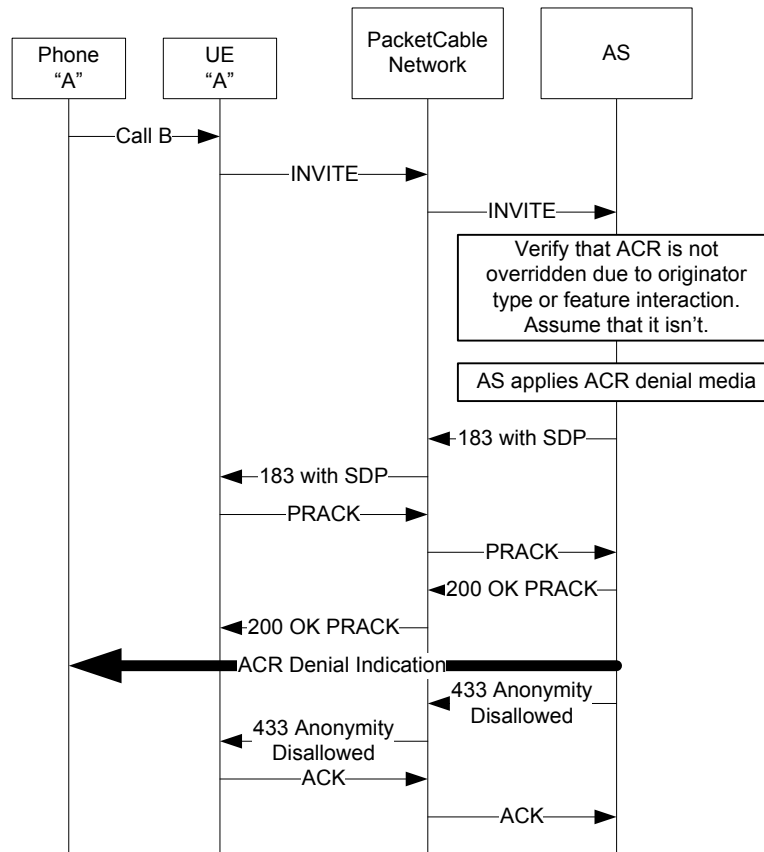 Phone
“A”
UE
“A”
PacketCable
Network
AS
Call B
INVITE
INVITE
Verify that ACR is not
overridden due to originator
type or feature interaction.
Assume that it isn’t.
AS applies ACR denial media
183 with SDP
183 with SDP
PRACK
PRACK
200 OK PRACK
200 OK PRACK
ACR Denial Indication
433 Anonymity
Disallowed
433 Anonymity
Disallowed
ACK
ACK